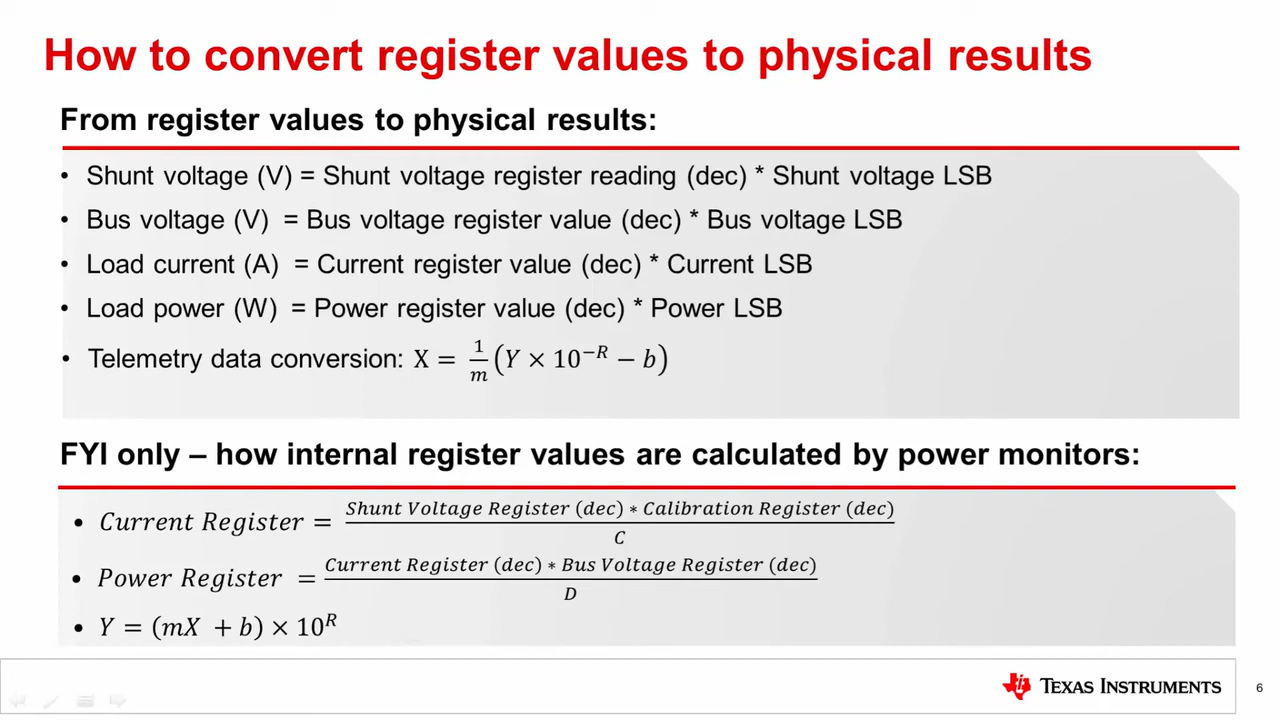 How to convert register values to physical results
From register values to physical results:
• Shunt voltage (V) = Shunt voltage register reading (dec) * Shunt voltage LSB
• Bus voltage (V) = Bus voltage register value (dec) * Bus voltage LSB
• Load current (A) = Current register value (dec) * Current LSB
• Load power (W) = Power register value (dec) * Power LSB
• Telemetry data conversion: X = 1/m (Y × 10^−R − b)
FYI only – how internal register values are calculated by power monitors:
• Current Register = Shunt Voltage Register (dec) * Calibration Register (dec) / C
• Power Register = Current Register (dec) * Bus Voltage Register (dec) / D
• Y = (mX + b) × 10^R
TEXAS INSTRUMENTS
6